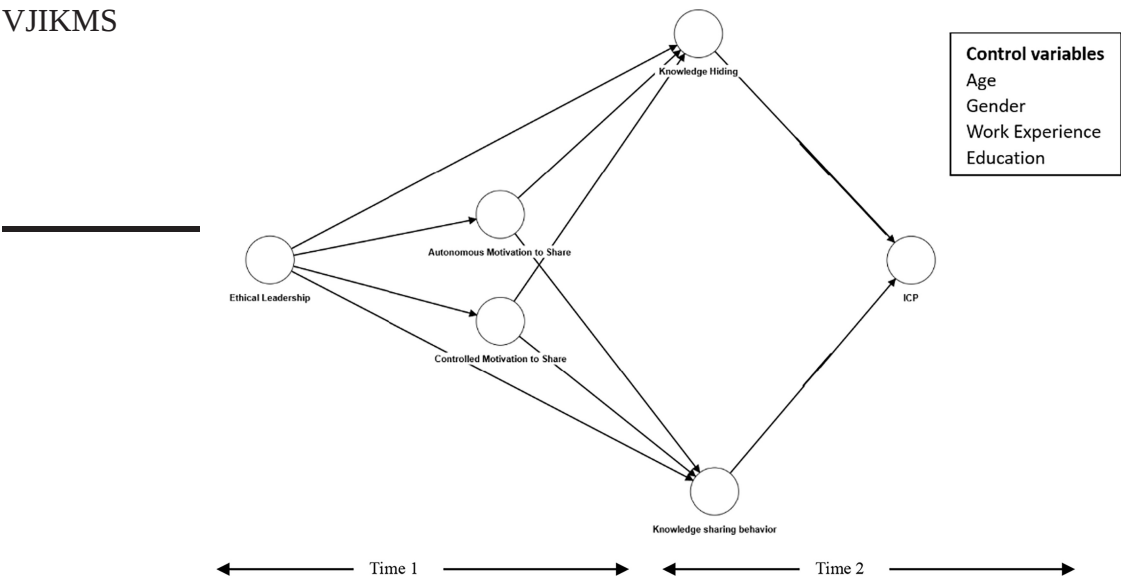 VJIKMS
Knowledge Hiding
Control variables
Age
Gender
Work Experience
Education
Autonomous Motivation to Share
Ethical Leadership
ICP
Controlled Motivation to Share
Knowledge sharing behavior
Time 1
Time 2